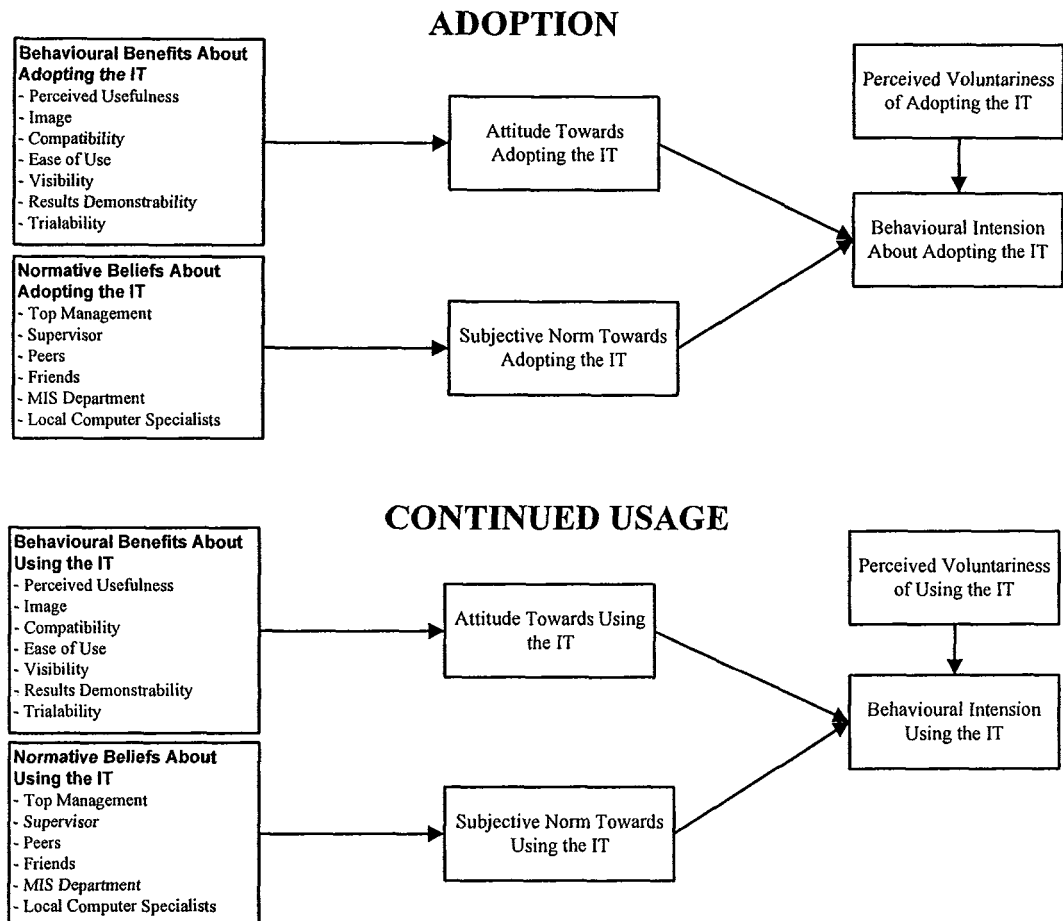 ADOPTION
Behavioural Benefits About
Adopting the IT
- Perceived Usefulness
- Image
- Compatibility
- Ease of Use
- Visibility
- Results Demonstrability
- Trialability
Normative Beliefs About
Adopting the IT
- Top Management
- Supervisor
- Peers
- Friends
- MIS Department
- Local Computer Specialists
Attitude Towards
Adopting the IT
Subjective Norm Towards
Adopting the IT
Perceived Voluntariness
of Adopting the IT
Behavioural Intension
About Adopting the IT
CONTINUED USAGE
Behavioural Benefits About
Using the IT
- Perceived Usefulness
- Image
- Compatibility
- Ease of Use
- Visibility
- Results Demonstrability
- Trialability
Normative Beliefs About
Using the IT
- Top Management
- Supervisor
- Peers
- Friends
- MIS Department
- Local Computer Specialists
Attitude Towards Using
the IT
Subjective Norm Towards
Using the IT
Perceived Voluntariness
of Using the IT
Behavioural Intension
Using the IT